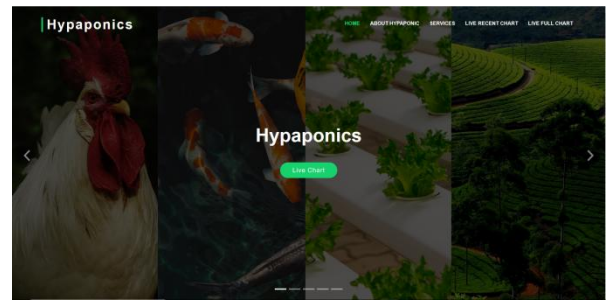 Hypaponics
HOME ABOUT HYPAPONIC SERVICES LIVE RECENT CHART LIVE FULL CHART
Hypaponics
Live Chart